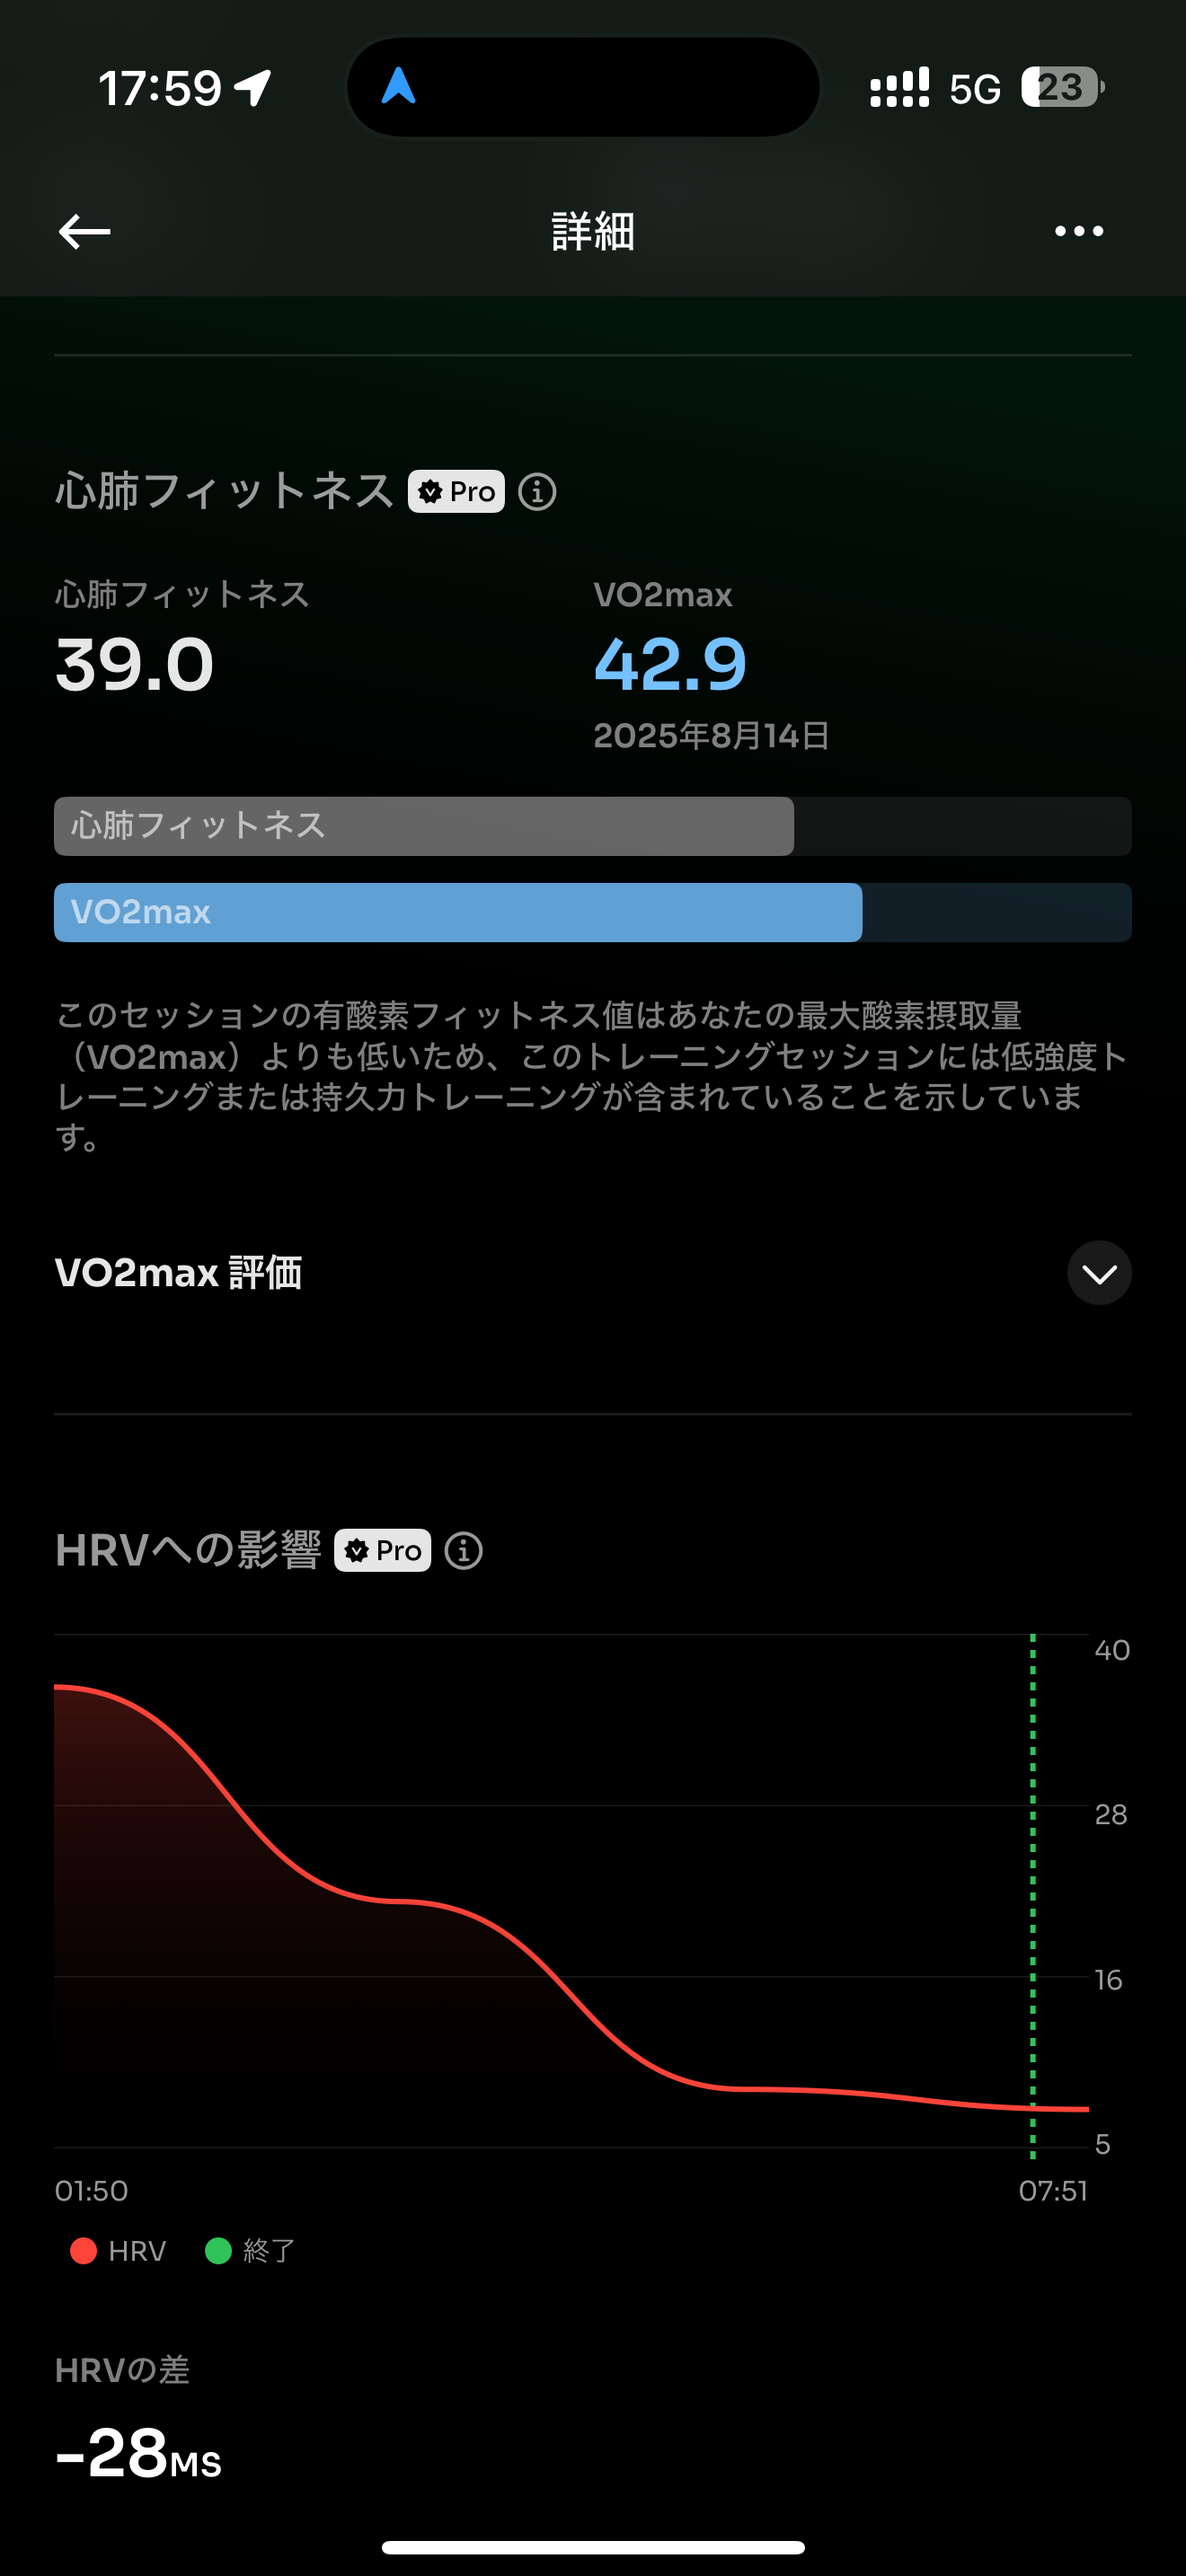 17:59 5G 23
詳細
心肺フィットネス Pro
心肺フィットネス VO2max
39.0 42.9
2025年8月14日
心肺フィットネス
VO2max
このセッションの有酸素フィットネス値はあなたの最大酸素摂取量
（VO2max）よりも低いため、このトレーニングセッションには低強度ト
レーニングまたは持久力トレーニングが含まれていることを示していま
す。
VO2max 評価
HRVへの影響 Pro
40
28
16
5
01:50 07:51
HRV 終了
HRVの差
-28MS